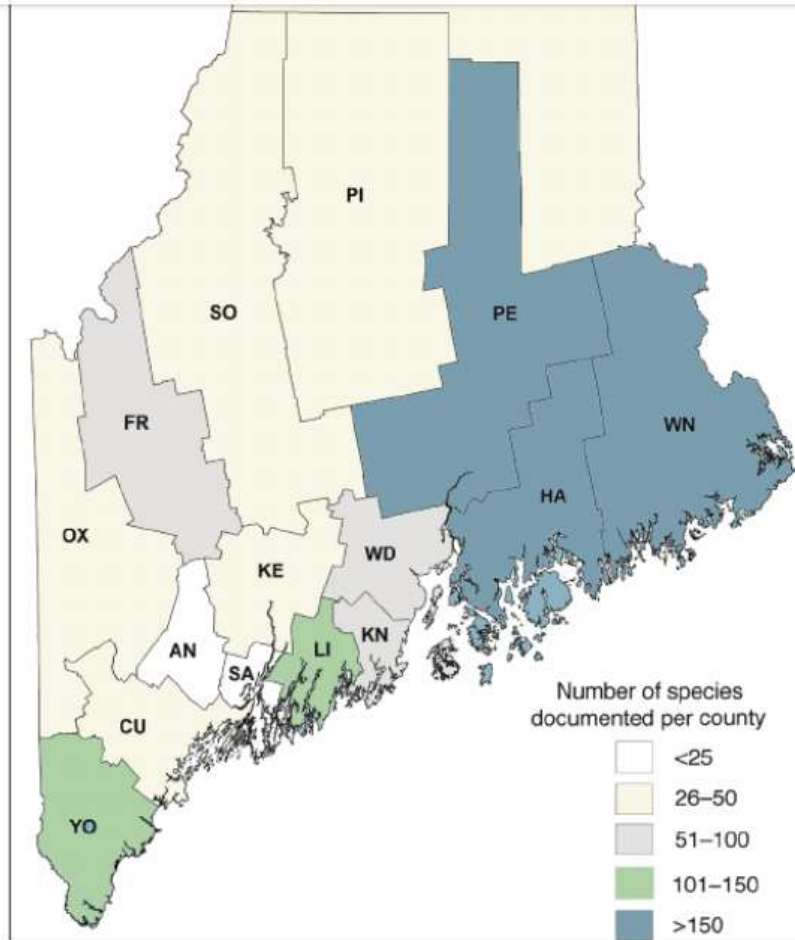 PI
SO
PE
FR
WN
HA
OX
WD
KE
LI
KN
AN
SA
CU
YO
Number of species
documented per county
<25
26–50
51–100
101–150
>150